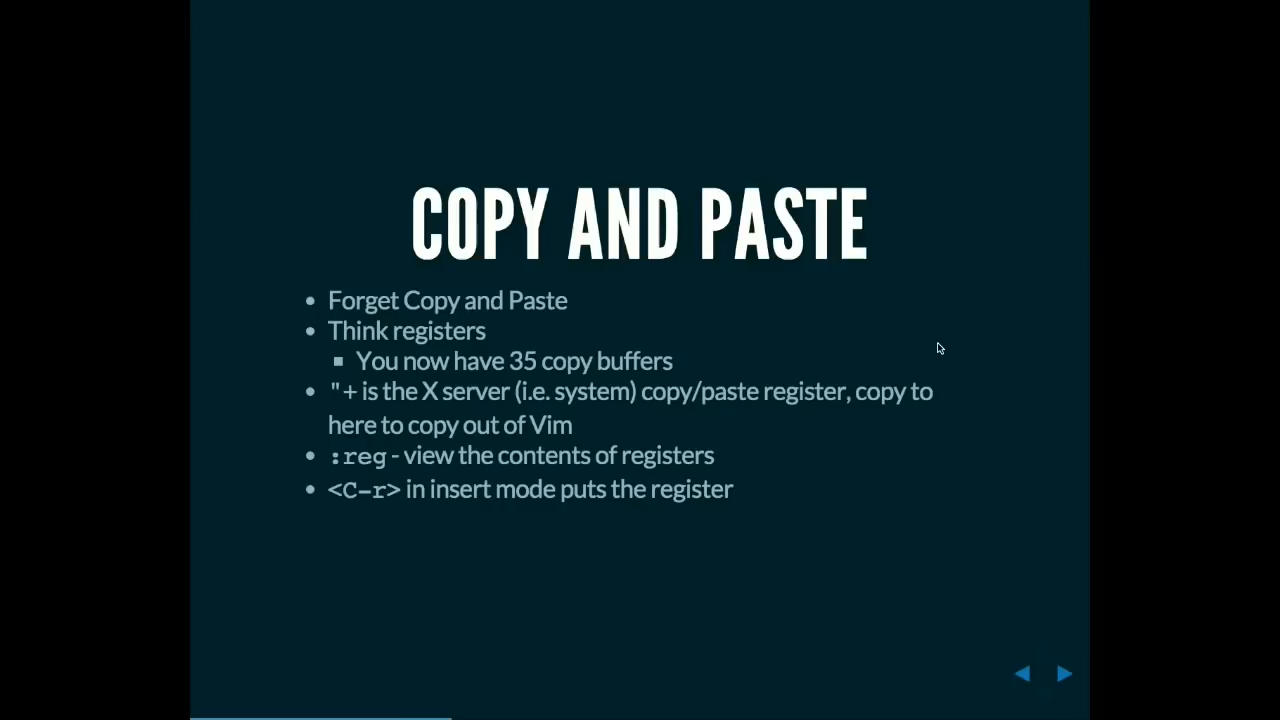 COPY AND PASTE
Forget Copy and Paste
Think registers
You now have 35 copy buffers
"+ is the X server (i.e. system) copy/paste register, copy to
here to copy out of Vim
:reg - view the contents of registers
<C-r> in insert mode puts the register